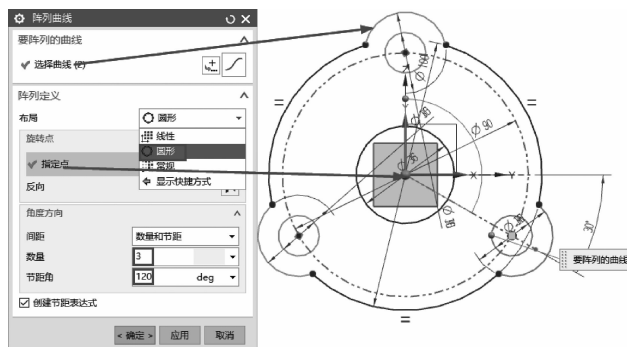 阵列曲线
要阵列的曲线
选择曲线 (2)
阵列定义
布局
圆形
线性
圆形
常规
显示快捷方式
旋转点
指定点
反向
角度方向
间距
数量和节距
数量
3
节距角
120
deg
创建节距表达式
<确定>
应用
取消
=
=
=
Ø 90
X
Y
30°
要阵列的曲线